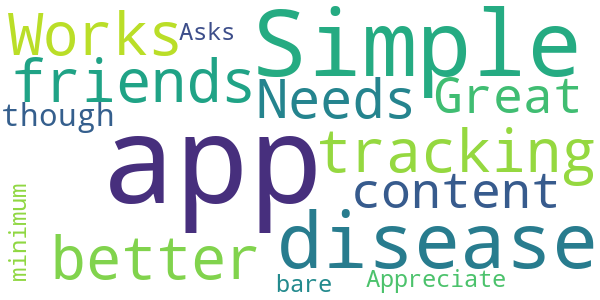 Works
Asks
Simple
friends
Needs
Great
though
app
tracking
content
minimum
better
disease
bare
Appreciate